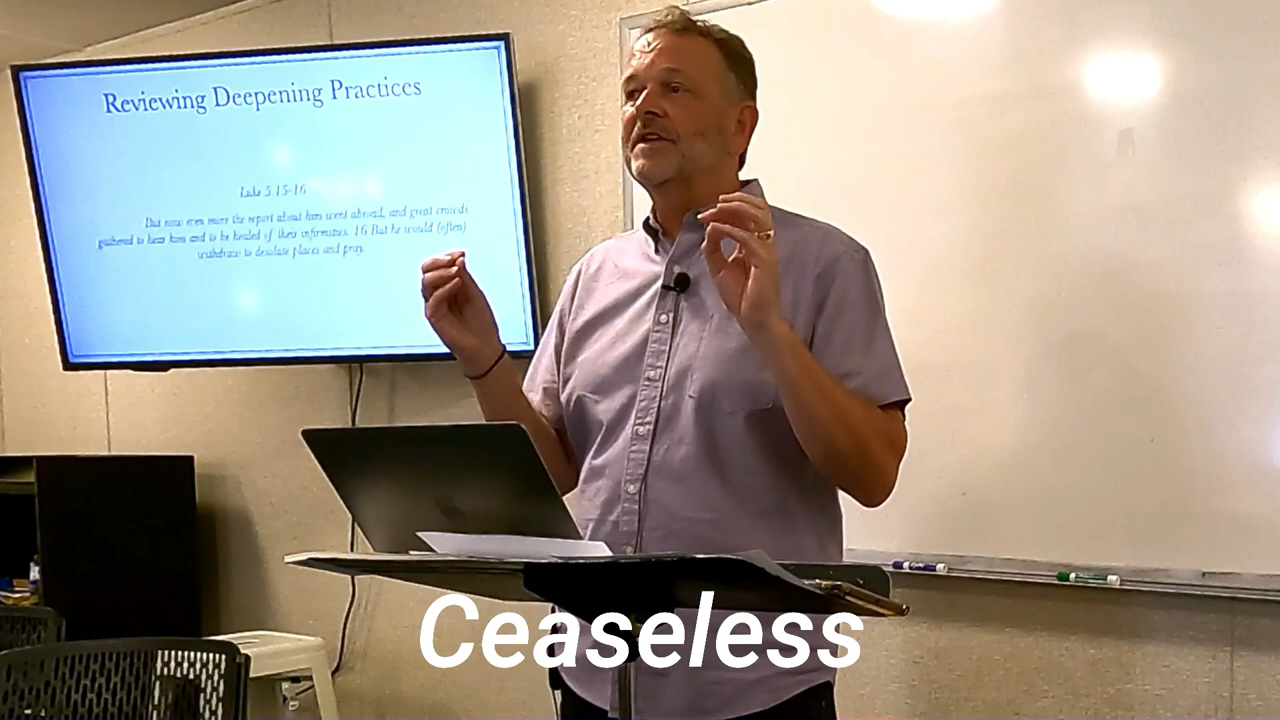 Reviewing Deepening Practices
Luke 5.15-16
But now even more the report about him went abroad, and great crowds
gathered to hear him and to be healed of their infirmities. 16 But he would (often)
withdraw to desolate places and pray.
Ceaseless